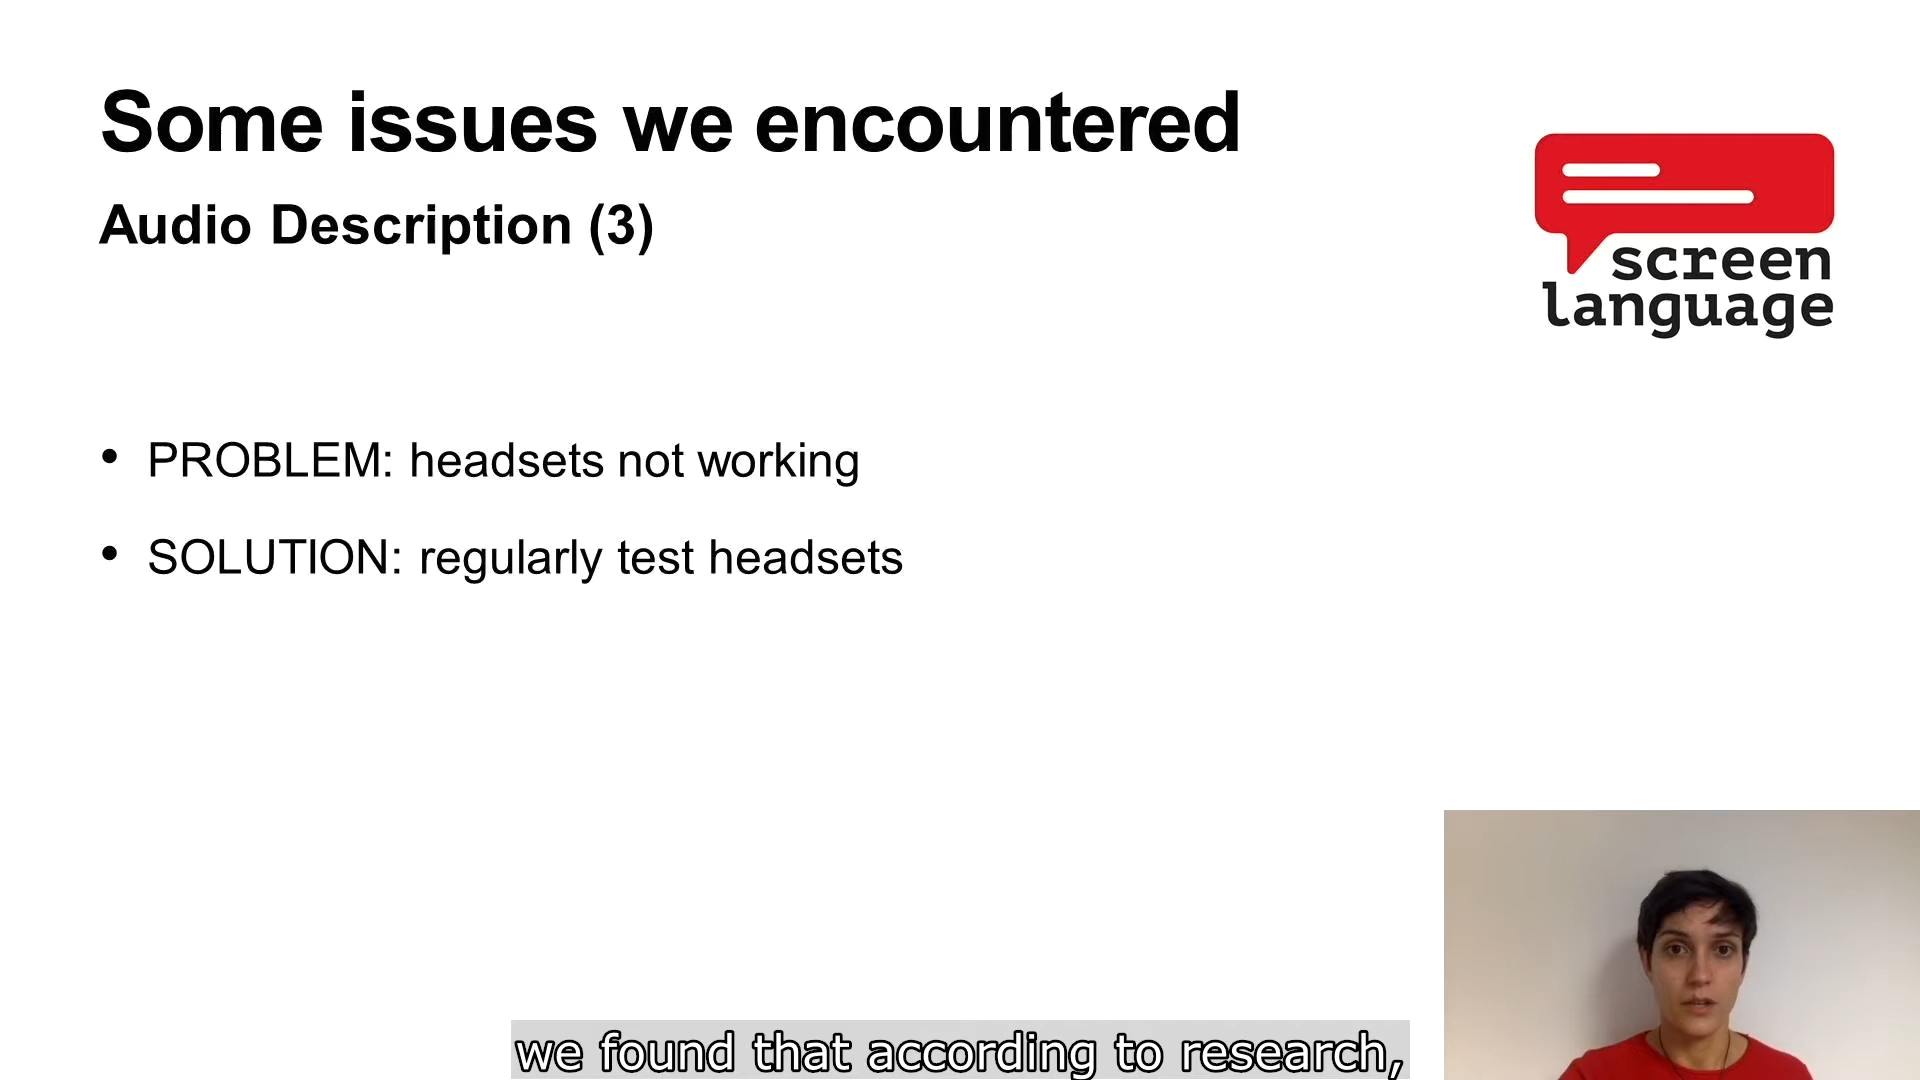 Some issues we encountered
Audio Description (3)
screen
language
• PROBLEM: headsets not working
• SOLUTION: regularly test headsets
we found that according to research,